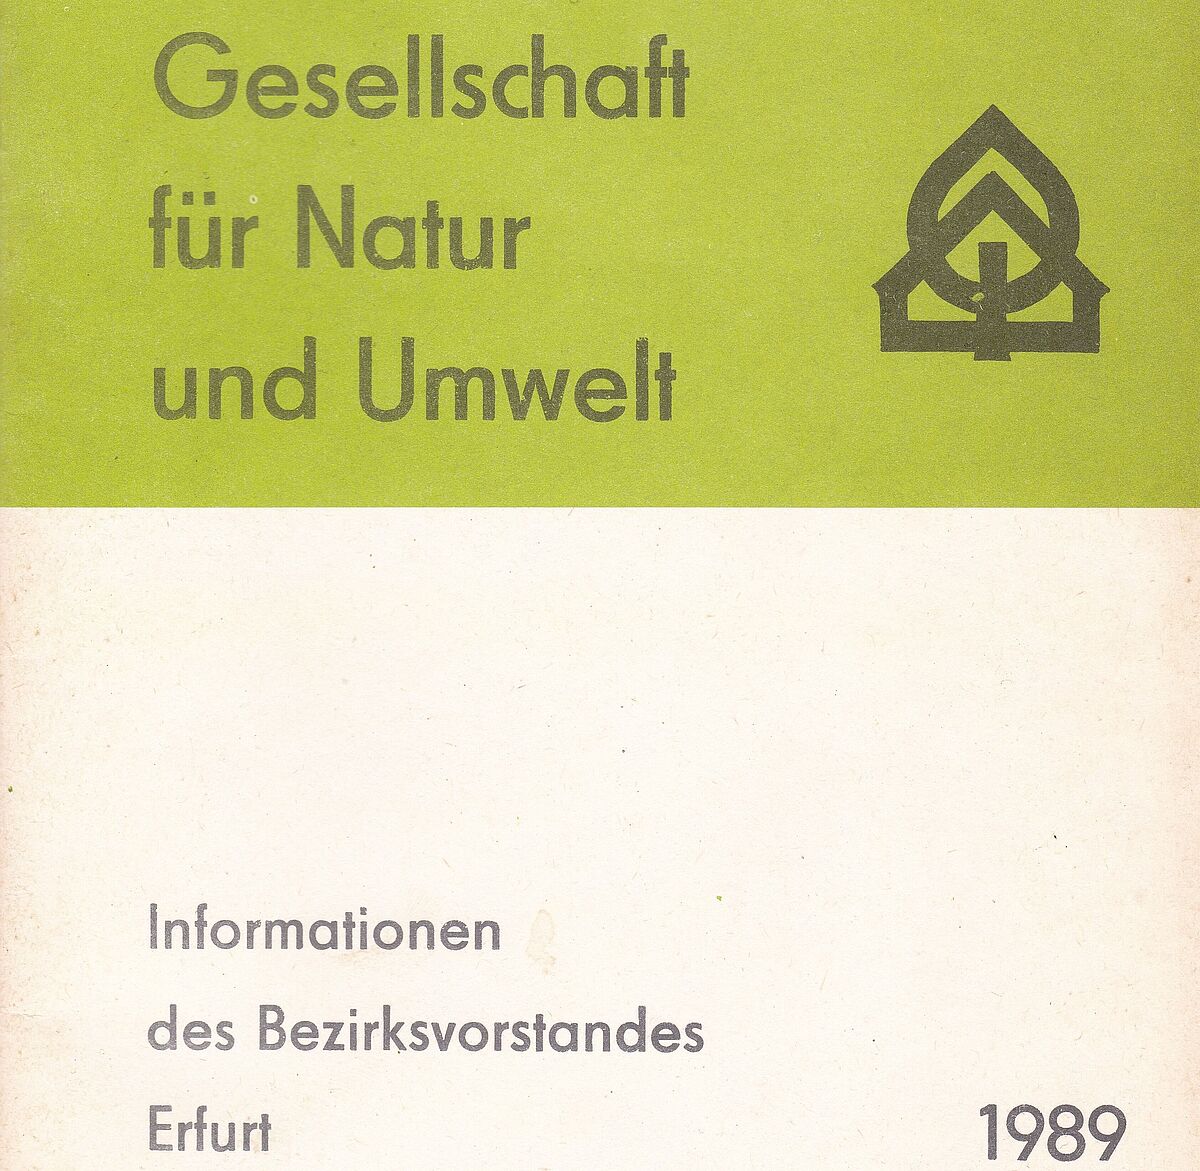 Gesellschaft
für Natur
und Umwelt
Informationen
des Bezirksvorstandes
Erfurt 1989